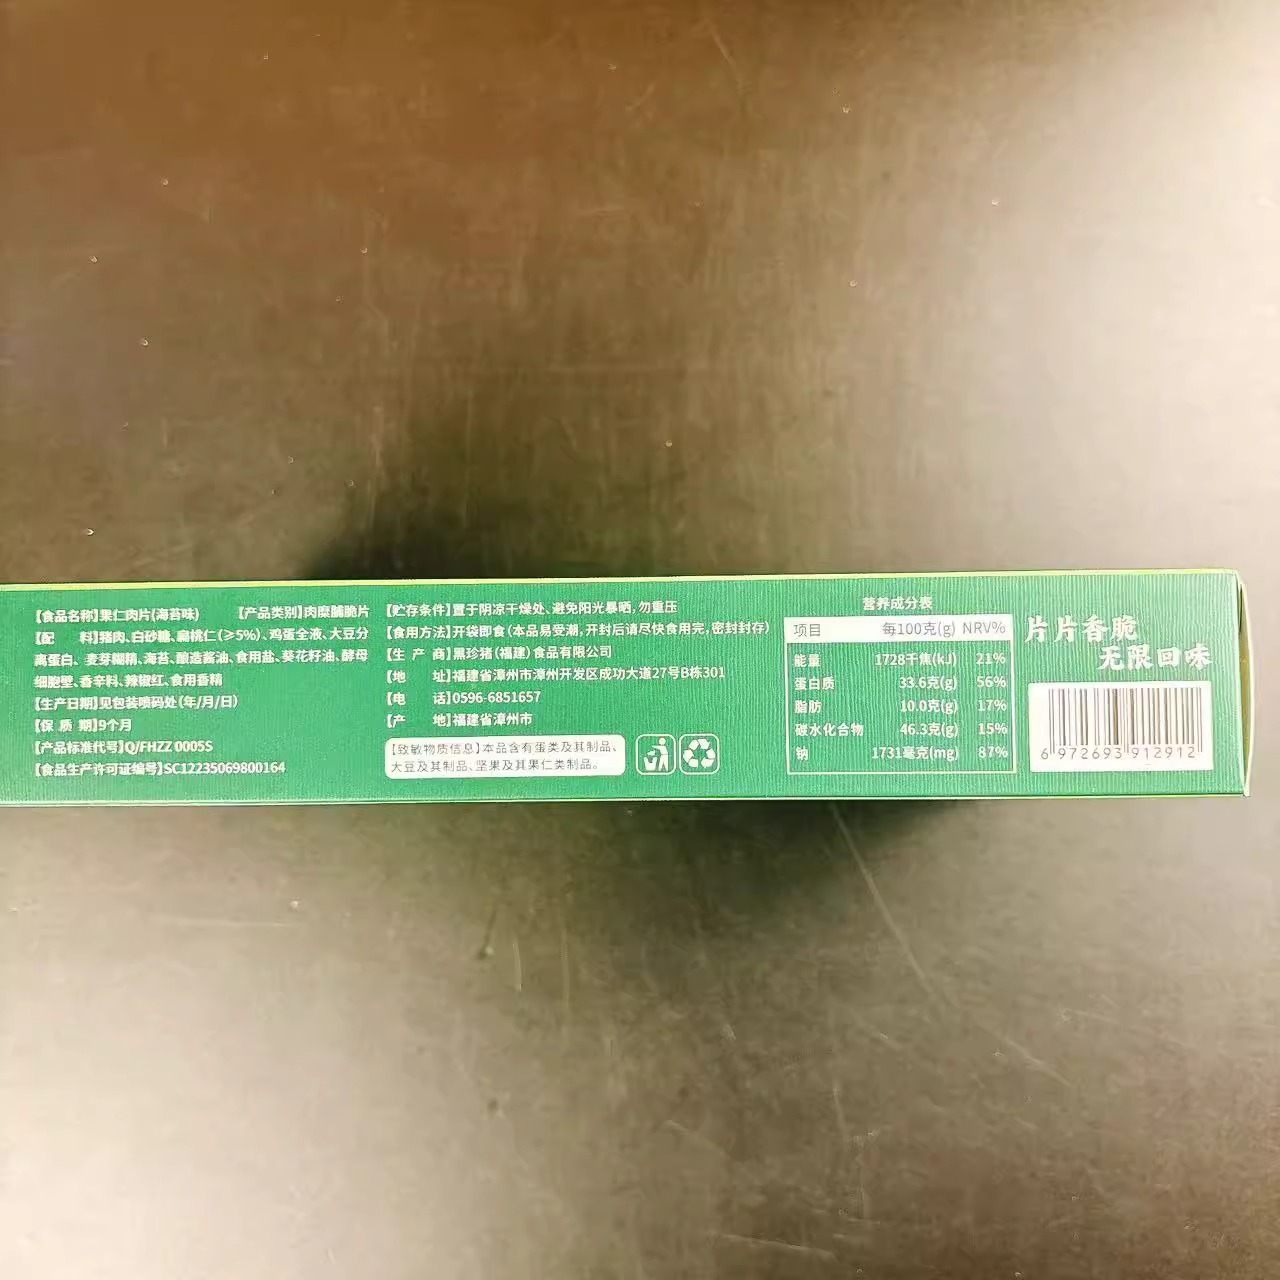 【食品名称】果仁肉片(海苔味) 【产品类别】肉糜脯脆片
【配 料】猪肉、白砂糖、扁桃仁(≥5%)、鸡蛋全液、大豆分
离蛋白、麦芽糊精、海苔、酿造酱油、食用盐、葵花籽油、酵母
细胞壁、香辛料、辣椒红、食用香精
【生产日期】见包装喷码处(年/月/日)
【保 质 期】9个月
【产品标准代号】Q/FHZZ 0005S
【食品生产许可证编号】SC12235069800164
【贮存条件】置于阴凉干燥处、避免阳光暴晒,勿重压
【食用方法】开袋即食(本品易受潮,开封后请尽快食用完,密封封存)
【生 产 商】黑珍猪(福建)食品有限公司
【地 址】福建省漳州市漳州开发区成功大道27号B栋301
【电 话】0596-6851657
【产 地】福建省漳州市
【致敏物质信息】本品含有蛋类及其制品、
大豆及其制品、坚果及其果仁类制品。
营养成分表
项目 每100克(g) NRV%
能量 1728千焦(kJ) 21%
蛋白质 33.6克(g) 56%
脂肪 10.0克(g) 17%
碳水化合物 46.3克(g) 15%
钠 1731毫克(mg) 87%
片片香脆
无限回味
6 972693 912912